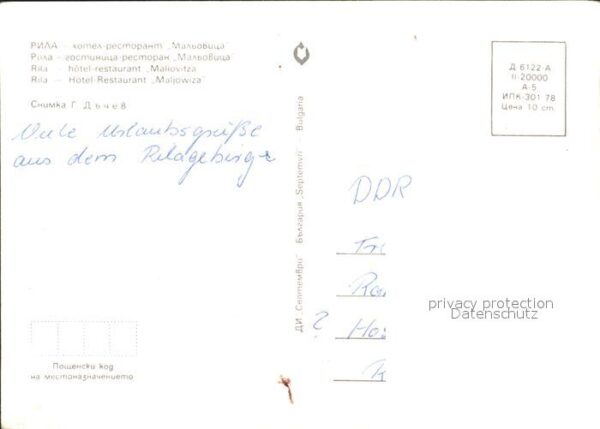 РИЛА – хотел-ресторант „Мальовица"
Рила – гостиница-ресторан „Мальовица"
Rila – hôtel-restaurant „Maliovitza
Rila – Hotel-Restaurant „Maljowiza"
Снимка Г. Дъчев
Viele Urlaubsgrüße
aus dem Rilagebirge
Пощенски код
на местоназначението
ДИ „Септември" България „Septemvri" Bulgaria
Д 6122-А
II 20000
А-5
ИПК-301 78
Цена 10 ст.
DDR
privacy protection
Datenschutz
?